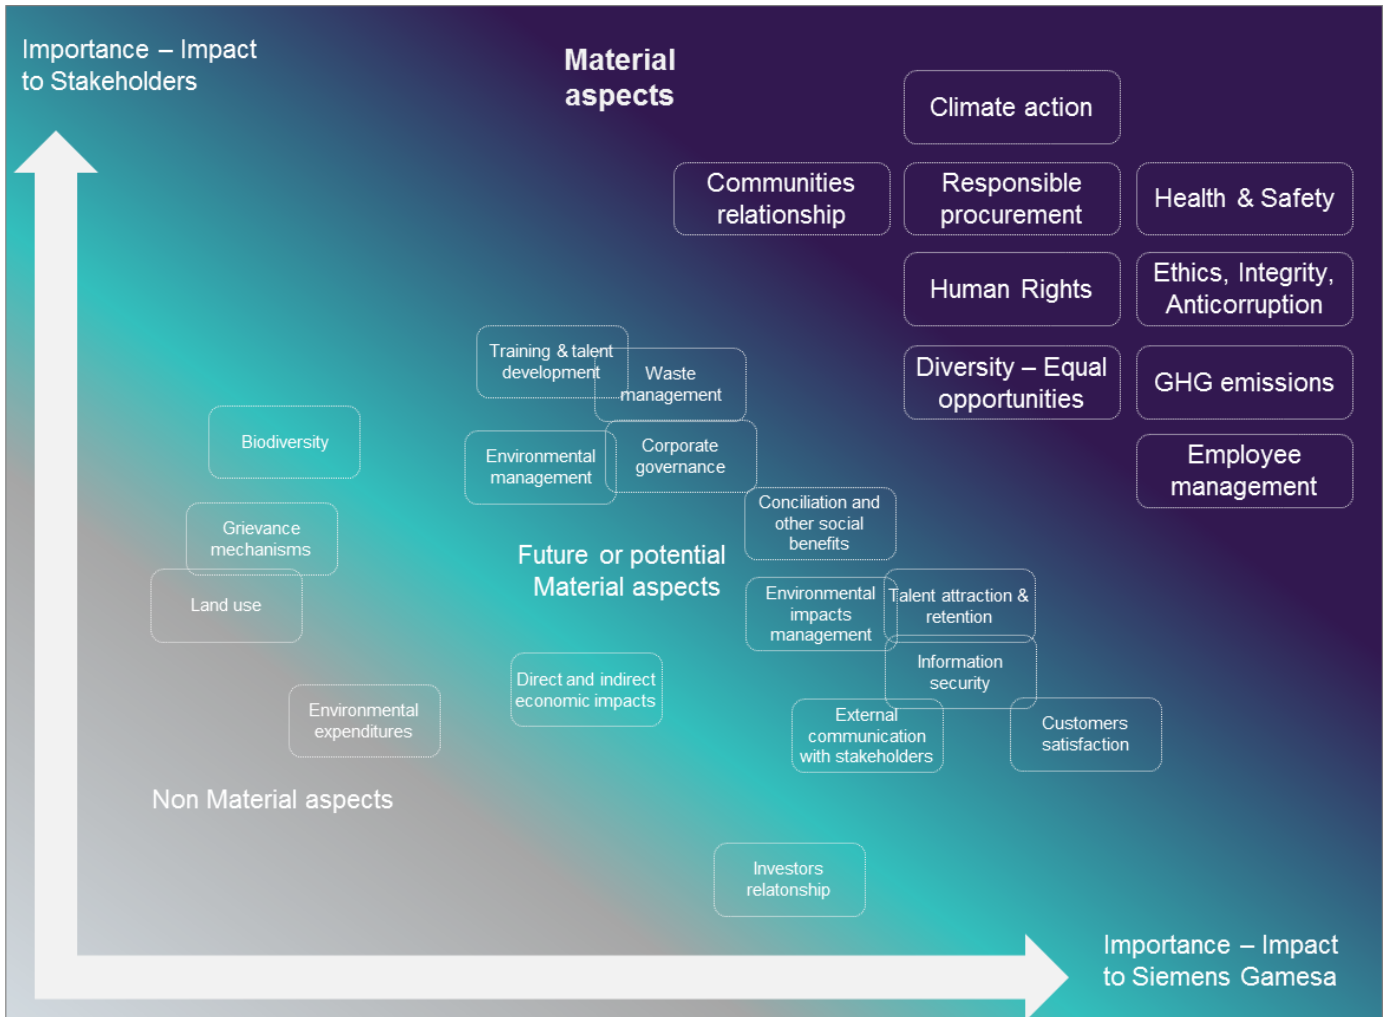 Importance – Impact
to Stakeholders
Material
aspects
Climate action
Communities
relationship
Responsible
procurement
Health & Safety
Human Rights
Ethics, Integrity,
Anticorruption
Training & talent
development
Waste
management
Diversity – Equal
opportunities
GHG emissions
Biodiversity
Environmental
management
Corporate
governance
Employee
management
Grievance
mechanisms
Conciliation and
other social
benefits
Future or potential
Material aspects
Land use
Environmental
impacts
management
Talent attraction &
retention
Information
security
Direct and indirect
economic impacts
Environmental
expenditures
External
communication
with stakeholders
Customers
satisfaction
Non Material aspects
Investors
relatonship
Importance – Impact
to Siemens Gamesa